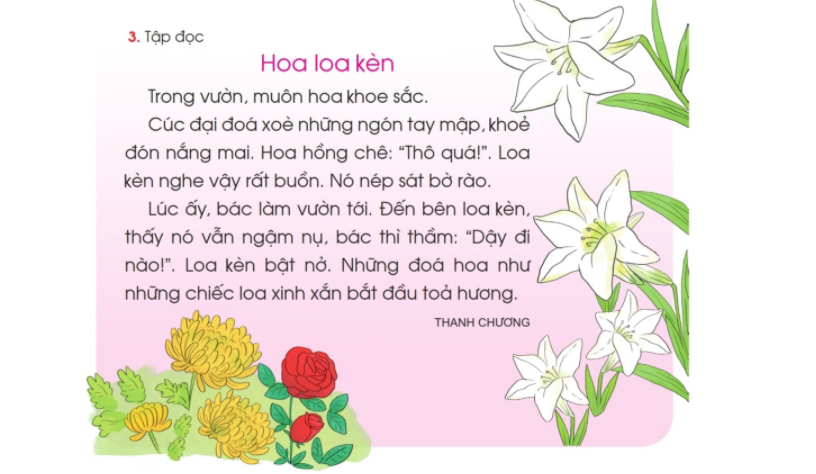 3. Tập đọc
Hoa loa kèn
Trong vườn, muôn hoa khoe sắc.
Cúc đại đoá xoè những ngón tay mập, khoẻ
đón nắng mai. Hoa hồng chê: “Thô quá!”. Loa
kèn nghe vậy rất buồn. Nó nép sát bờ rào.
Lúc ấy, bác làm vườn tới. Đến bên loa kèn,
thấy nó vẫn ngậm nụ, bác thì thầm: “Dậy đi
nào!”. Loa kèn bật nở. Những đoá hoa như
những chiếc loa xinh xắn bắt đầu toả hương.
THANH CHƯƠNG